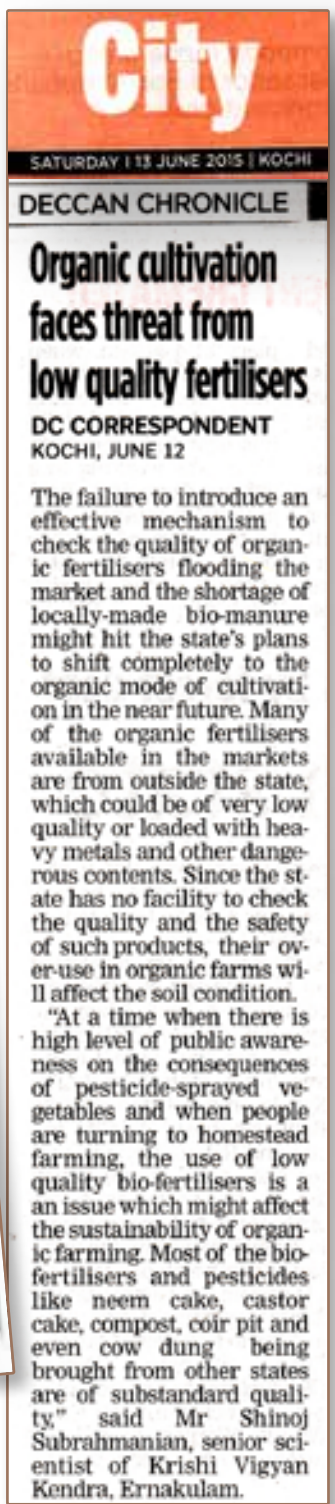 City
SATURDAY | 13 JUNE 2015 | KOCHI
DECCAN CHRONICLE
Organic cultivation
faces threat from
low quality fertilisers
DC CORRESPONDENT
KOCHI, JUNE 12
The failure to introduce an
effective mechanism to
check the quality of organ-
ic fertilisers flooding the
market and the shortage of
locally-made bio-manure
might hit the state's plans
to shift completely to the
organic mode of cultivati-
on in the near future. Many
of the organic fertilisers
available in the markets
are from outside the state,
which could be of very low
quality or loaded with hea-
vy metals and other dange-
rous contents. Since the st-
ate has no facility to check
the quality and the safety
of such products, their ov-
er-use in organic farms wi-
ll affect the soil condition.
"At a time when there is
high level of public aware-
ness on the consequences
of pesticide-sprayed ve-
getables and when people
are turning to homestead
farming, the use of low
quality bio-fertilisers is a
an issue which might affect
the sustainability of organ-
ic farming. Most of the bio-
fertilisers and pesticides
like neem cake, castor
cake, compost, coir pit and
even cow dung being
brought from other states
are of substandard quali-
ty," said Mr Shinoj
Subrahmanian, senior sci-
entist of Krishi Vigyan
Kendra, Ernakulam.